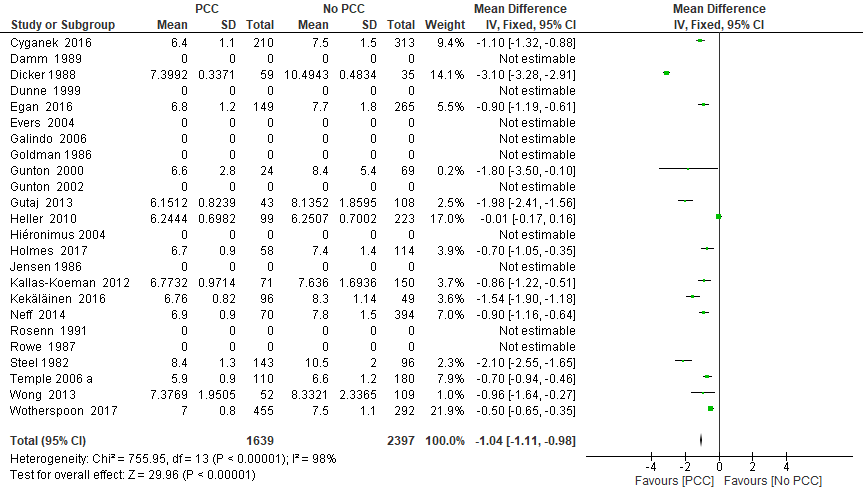 PCC No PCC Mean Difference Mean Difference
Study or Subgroup Mean SD Total Mean SD Total Weight IV, Fixed, 95% CI IV, Fixed, 95% CI
Cyganek 2016 6.4 1.1 210 7.5 1.5 313 9.4% -1.10 [-1.32, -0.88]
Damm 1989 0 0 0 0 0 0 Not estimable
Dicker 1988 7.3992 0.3371 59 10.4943 0.4834 35 14.1% -3.10 [-3.28, -2.91]
Dunne 1999 0 0 0 0 0 0 Not estimable
Egan 2016 6.8 1.2 149 7.7 1.8 265 5.5% -0.90 [-1.19, -0.61]
Evers 2004 0 0 0 0 0 0 Not estimable
Galindo 2006 0 0 0 0 0 0 Not estimable
Goldman 1986 0 0 0 0 0 0 Not estimable
Gunton 2000 6.6 2.8 24 8.4 5.4 69 0.2% -1.80 [-3.50, -0.10]
Gunton 2002 0 0 0 0 0 0 Not estimable
Gutaj 2013 6.1512 0.8239 43 8.1352 1.8595 108 2.5% -1.98 [-2.41, -1.56]
Heller 2010 6.2444 0.6982 99 6.2507 0.7002 223 17.0% -0.01 [-0.17, 0.16]
Hiéronimus 2004 0 0 0 0 0 0 Not estimable
Holmes 2017 6.7 0.9 58 7.4 1.4 114 3.9% -0.70 [-1.05, -0.35]
Jensen 1986 0 0 0 0 0 0 Not estimable
Kallas-Koeman 2012 6.7732 0.9714 71 7.636 1.6936 150 3.7% -0.86 [-1.22, -0.51]
Kekäläinen 2016 6.76 0.82 96 8.3 1.14 49 3.6% -1.54 [-1.90, -1.18]
Neff 2014 6.9 0.9 70 7.8 1.5 394 7.0% -0.90 [-1.16, -0.64]
Rosenn 1991 0 0 0 0 0 0 Not estimable
Rowe 1987 0 0 0 0 0 0 Not estimable
Steel 1982 8.4 1.3 143 10.5 2 96 2.3% -2.10 [-2.55, -1.65]
Temple 2006 a 5.9 0.9 110 6.6 1.2 180 7.9% -0.70 [-0.94, -0.46]
Wong 2013 7.3769 1.9505 52 8.3321 2.3365 109 1.0% -0.96 [-1.64, -0.27]
Wotherspoon 2017 7 0.8 455 7.5 1.1 292 21.9% -0.50 [-0.65, -0.35]
Total (95% CI) 1639 2397 100.0% -1.04 [-1.11, -0.98]
Heterogeneity: Chi² = 755.95, df = 13 (P < 0.00001); I² = 98%
Test for overall effect: Z = 29.96 (P < 0.00001)
-4 -2 0 2 4
Favours [PCC] Favours [No PCC]